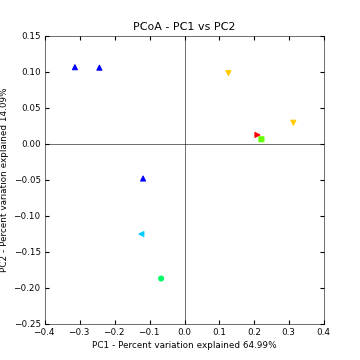 PCoA - PC1 vs PC2
0.15
0.10
0.05
0.00
−0.05
−0.10
−0.15
−0.20
−0.25
PC2 - Percent variation explained 14.09%
−0.4 −0.3 −0.2 −0.1 0.0 0.1 0.2 0.3 0.4
PC1 - Percent variation explained 64.99%